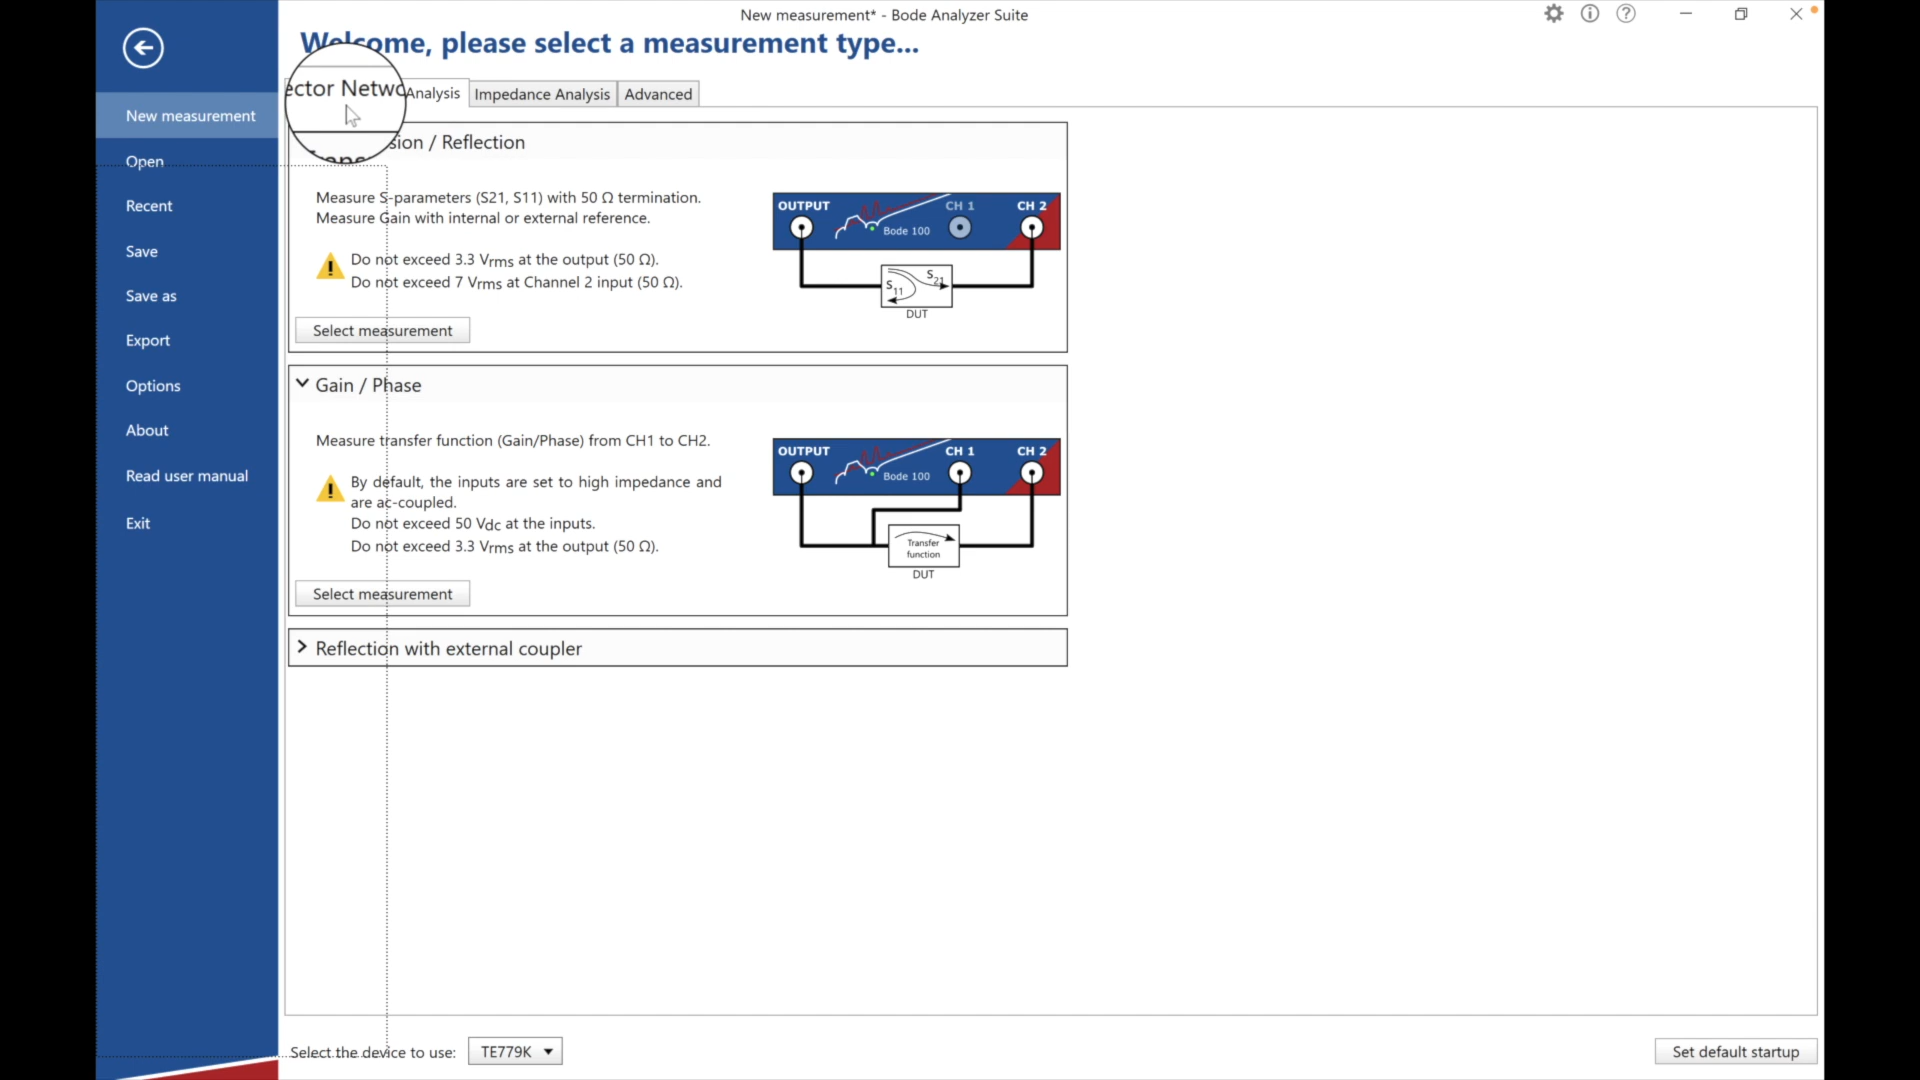 New measurement* - Bode Analyzer Suite
Welcome, please select a measurement type...
ector Netwo Analysis
Impedance Analysis
Advanced
New measurement
Open
Recent
Save
Save as
Export
Options
About
Read user manual
Exit
sion / Reflection
Measure S-parameters (S21, S11) with 50 Ω termination.
Measure Gain with internal or external reference.
Do not exceed 3.3 Vrms at the output (50 Ω).
Do not exceed 7 Vrms at Channel 2 input (50 Ω).
Select measurement
OUTPUT CH 1 CH 2
Bode 100
S11 S21
DUT
Gain / Phase
Measure transfer function (Gain/Phase) from CH1 to CH2.
By default, the inputs are set to high impedance and
are ac-coupled.
Do not exceed 50 Vdc at the inputs.
Do not exceed 3.3 Vrms at the output (50 Ω).
Select measurement
OUTPUT CH 1 CH 2
Bode 100
Transfer
function
DUT
Reflection with external coupler
Select the device to use: TE779K
Set default startup